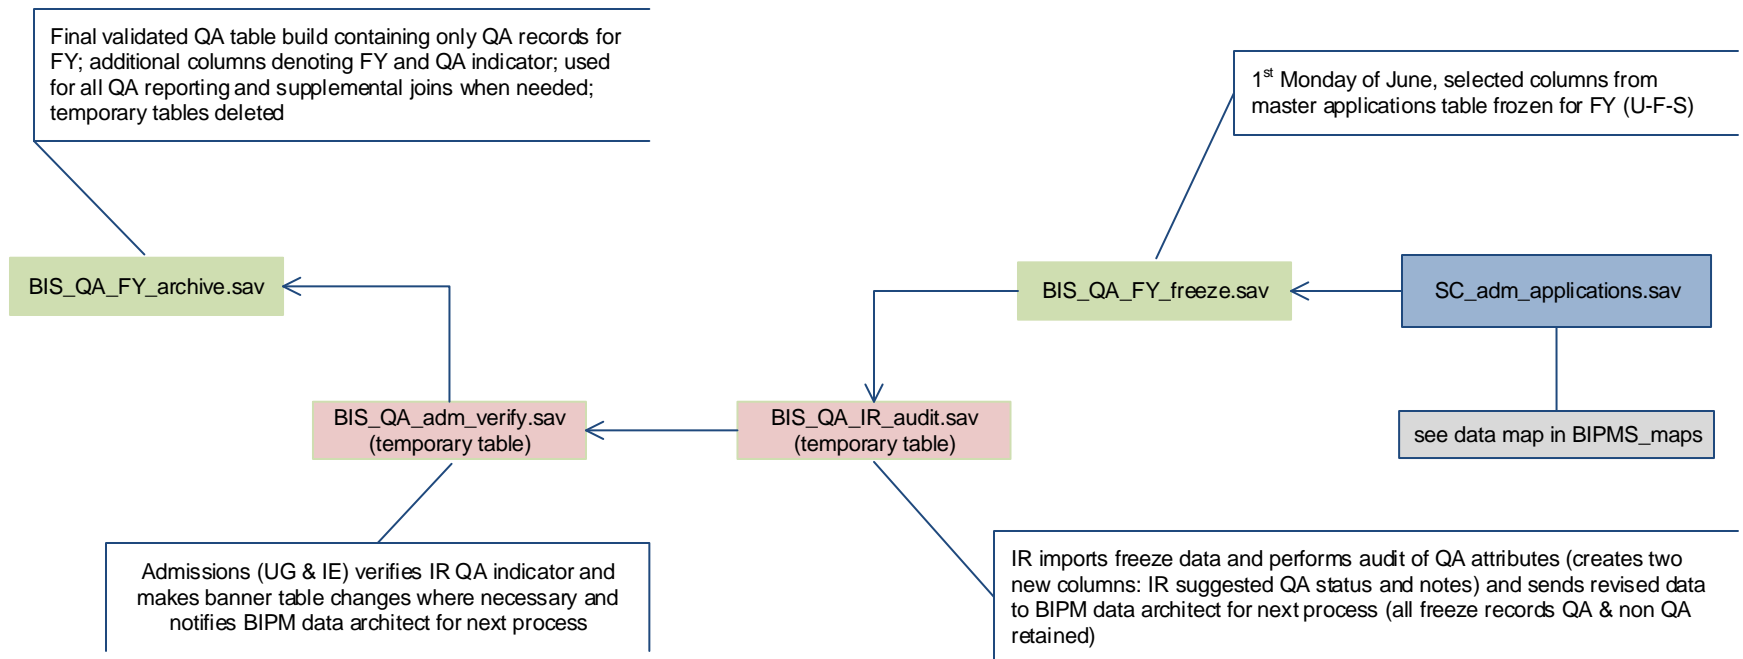 Final validated QA table build containing only QA records for
FY; additional columns denoting FY and QA indicator; used
for all QA reporting and supplemental joins when needed;
temporary tables deleted
1st Monday of June, selected columns from
master applications table frozen for FY (U-F-S)
BIS_QA_FY_archive.sav
BIS_QA_FY_freeze.sav
SC_adm_applications.sav
BIS_QA_adm_verify.sav
(temporary table)
BIS_QA_IR_audit.sav
(temporary table)
see data map in BIPMS_maps
Admissions (UG & IE) verifies IR QA indicator and
makes banner table changes where necessary and
notifies BIPM data architect for next process
IR imports freeze data and performs audit of QA attributes (creates two
new columns: IR suggested QA status and notes) and sends revised data
to BIPM data architect for next process (all freeze records QA & non QA
retained)